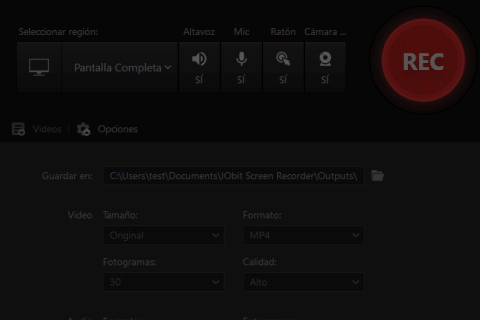 Seleccionar región:
Altavoz Mic Ratón Cámara ...
Pantalla Completa
SÍ SÍ SÍ SÍ
REC
Videos | Opciones
Guardar en: C:\Users\test\Documents\IObit Screen Recorder\Outputs\
Video Tamaño: Formato:
Original MP4
Fotogramas: Calidad:
30 Alto